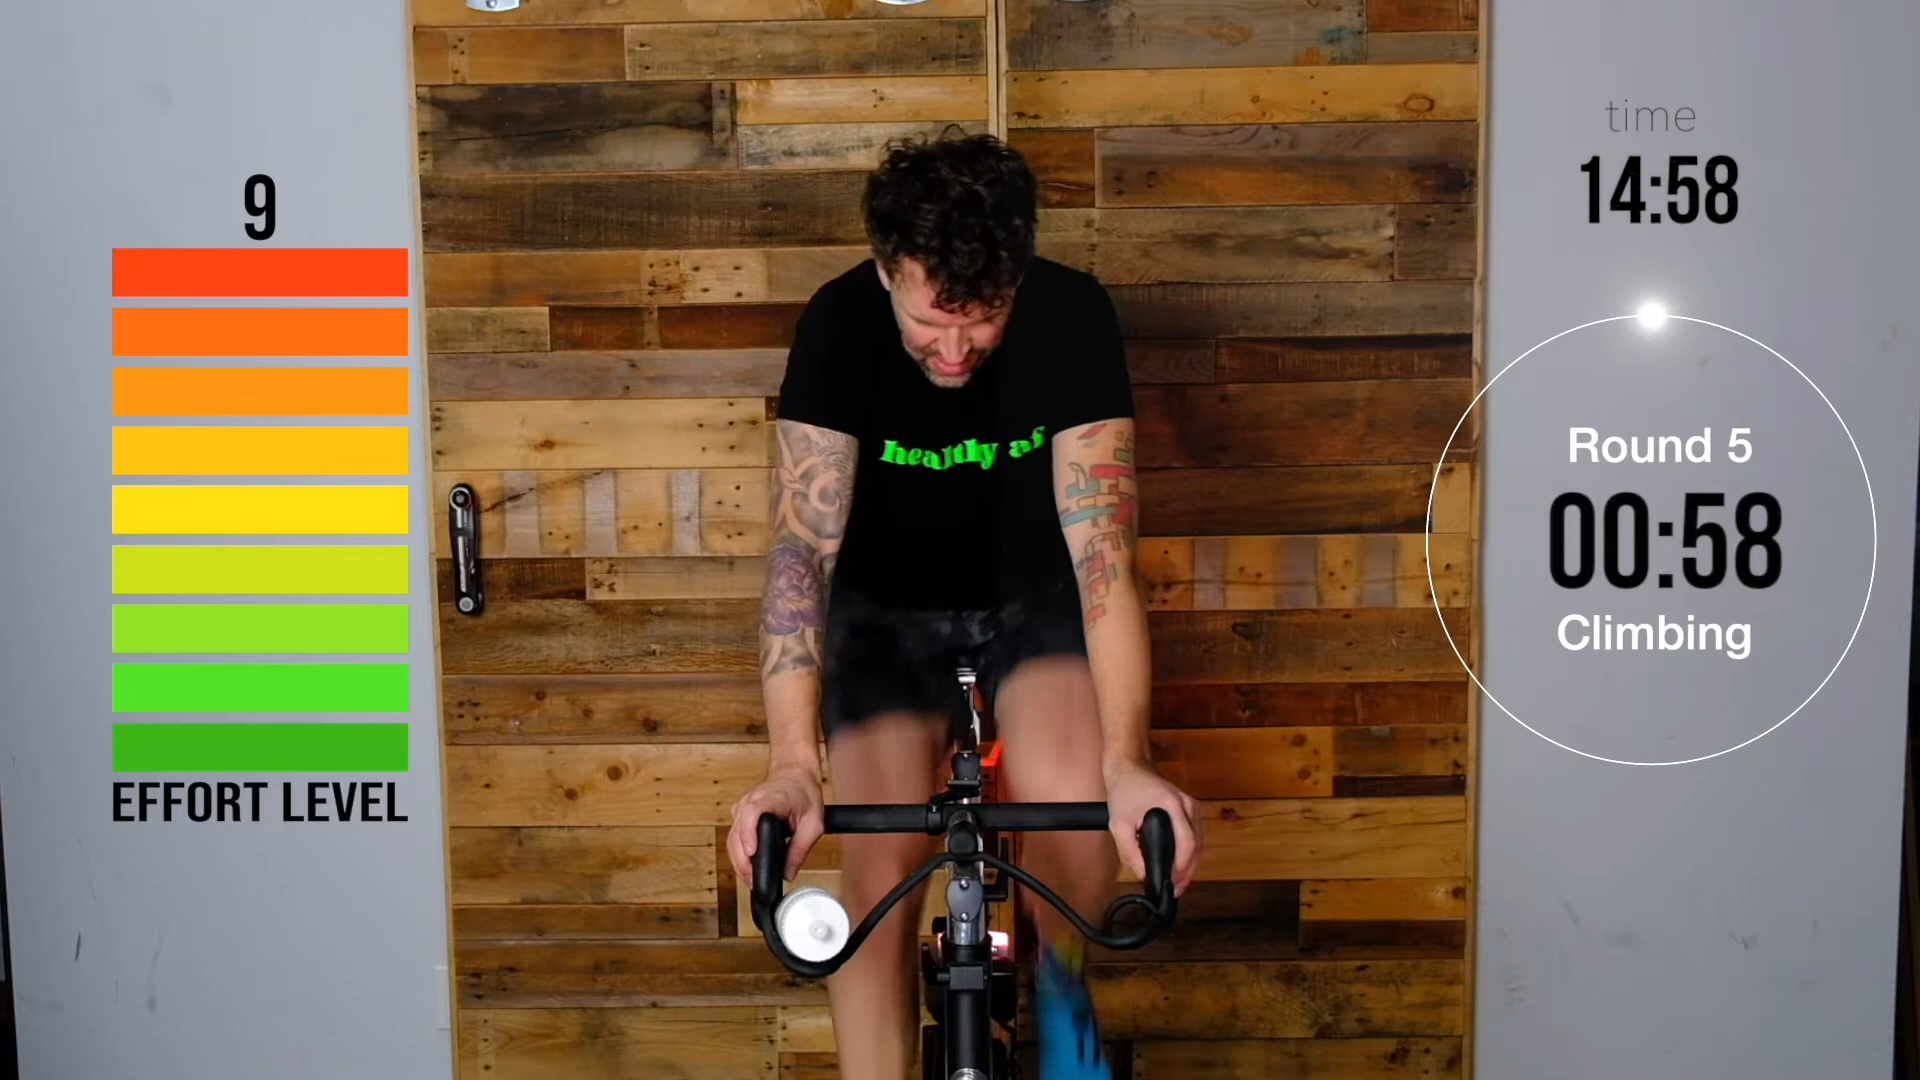 9
EFFORT LEVEL
healthy af
time
14:58
Round 5
00:58
Climbing